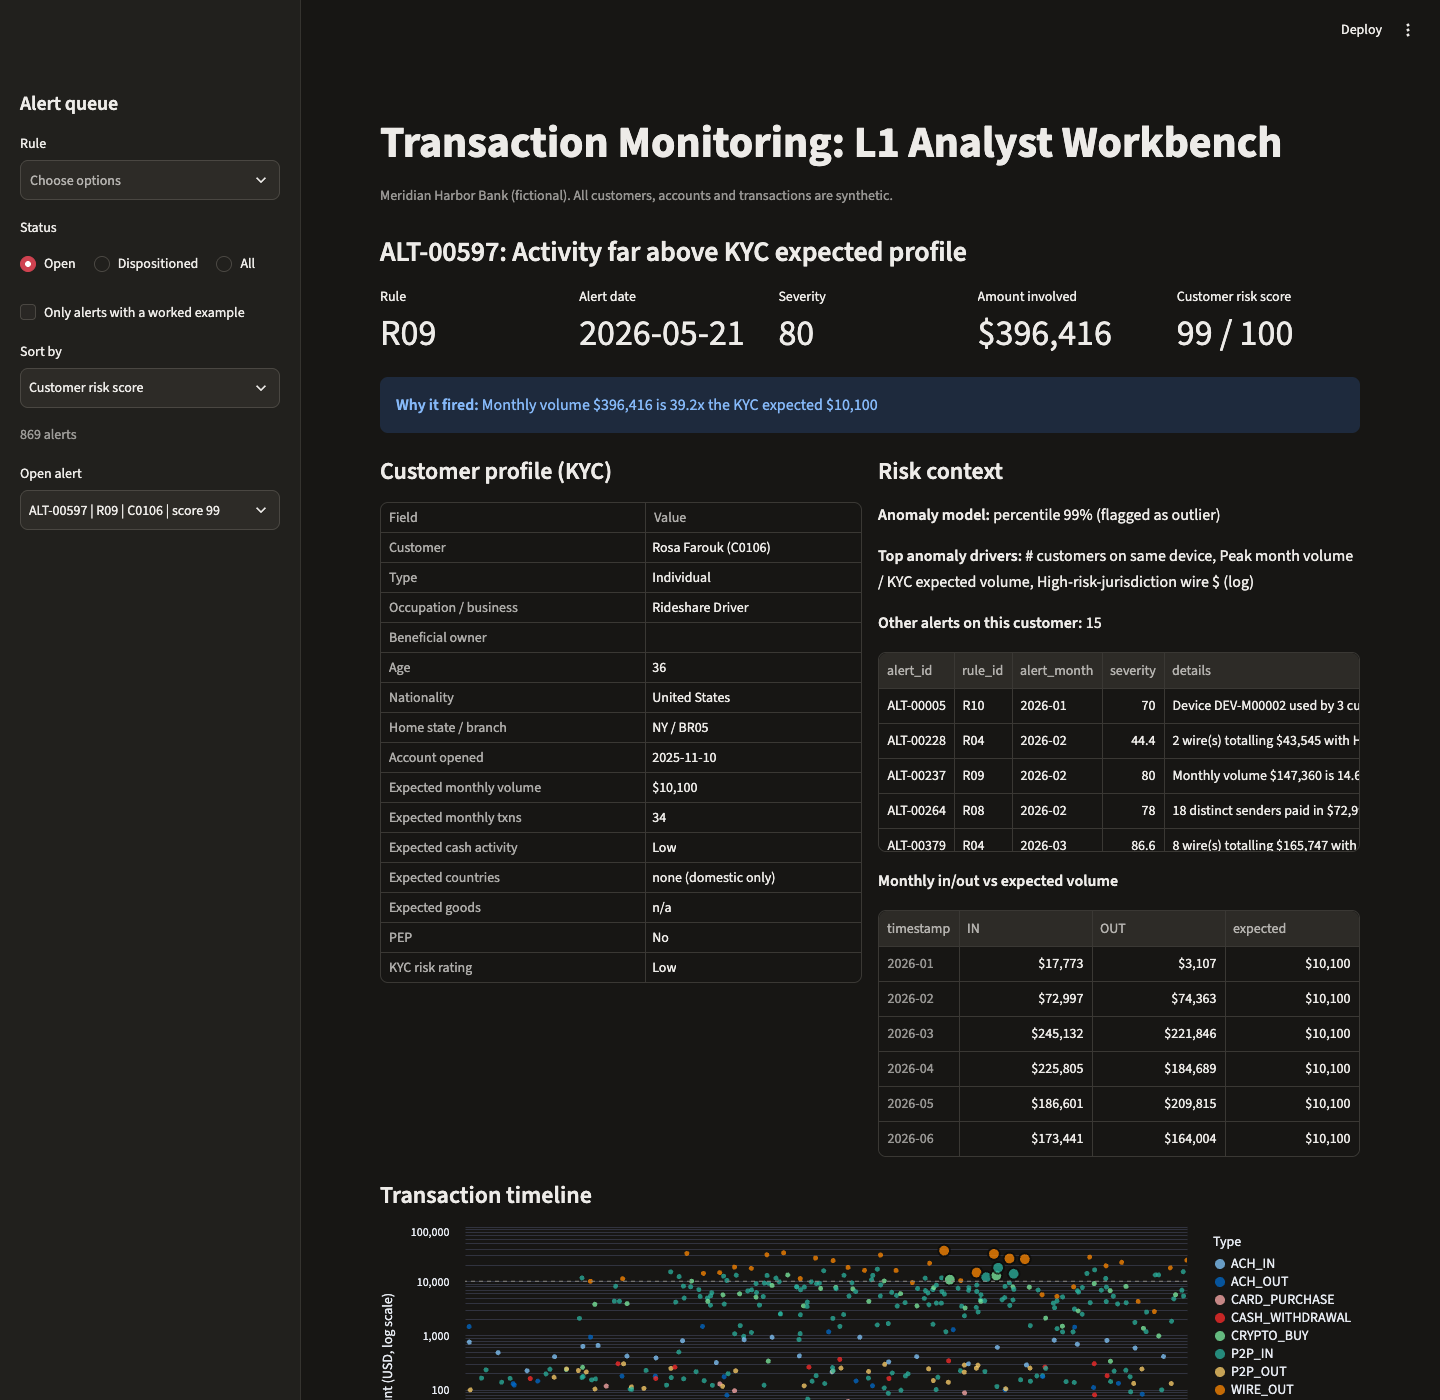 Deploy
Alert queue
Rule
Choose options
Status
Open
Dispositioned
All
Only alerts with a worked example
Sort by
Customer risk score
869 alerts
Open alert
ALT-00597 | R09 | C0106 | score 99
Transaction Monitoring: L1 Analyst Workbench
Meridian Harbor Bank (fictional). All customers, accounts and transactions are synthetic.
ALT-00597: Activity far above KYC expected profile
Rule Alert date Severity Amount involved Customer risk score
R09 2026-05-21 80 $396,416 99 / 100
Why it fired: Monthly volume $396,416 is 39.2x the KYC expected $10,100
Customer profile (KYC)
Field Value
Customer Rosa Farouk (C0106)
Type Individual
Occupation / business Rideshare Driver
Beneficial owner
Age 36
Nationality United States
Home state / branch NY / BR05
Account opened 2025-11-10
Expected monthly volume $10,100
Expected monthly txns 34
Expected cash activity Low
Expected countries none (domestic only)
Expected goods n/a
PEP No
KYC risk rating Low
Risk context
Anomaly model: percentile 99% (flagged as outlier)
Top anomaly drivers: # customers on same device, Peak month volume
/ KYC expected volume, High-risk-jurisdiction wire $ (log)
Other alerts on this customer: 15
alert_id rule_id alert_month severity details
ALT-00005 R10 2026-01 70 Device DEV-M00002 used by 3 cu
ALT-00228 R04 2026-02 44.4 2 wire(s) totalling $43,545 with H
ALT-00237 R09 2026-02 80 Monthly volume $147,360 is 14.6
ALT-00264 R08 2026-02 78 18 distinct senders paid in $72,9
ALT-00379 R04 2026-03 86.6 8 wire(s) totalling $165,747 with
Monthly in/out vs expected volume
timestamp IN OUT expected
2026-01 $17,773 $3,107 $10,100
2026-02 $72,997 $74,363 $10,100
2026-03 $245,132 $221,846 $10,100
2026-04 $225,805 $184,689 $10,100
2026-05 $186,601 $209,815 $10,100
2026-06 $173,441 $164,004 $10,100
Transaction timeline
100,000
10,000
1,000
100
nt (USD, log scale)
Type
ACH_IN
ACH_OUT
CARD_PURCHASE
CASH_WITHDRAWAL
CRYPTO_BUY
P2P_IN
P2P_OUT
WIRE_OUT